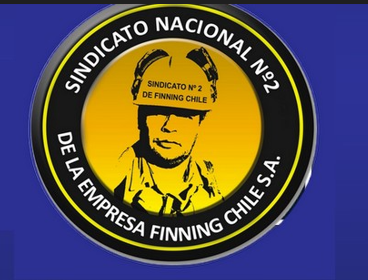 SINDICATO NACIONAL Nº2
SINDICATO Nº 2
DE FINNING CHILE
DE LA EMPRESA FINNING CHILE S.A.